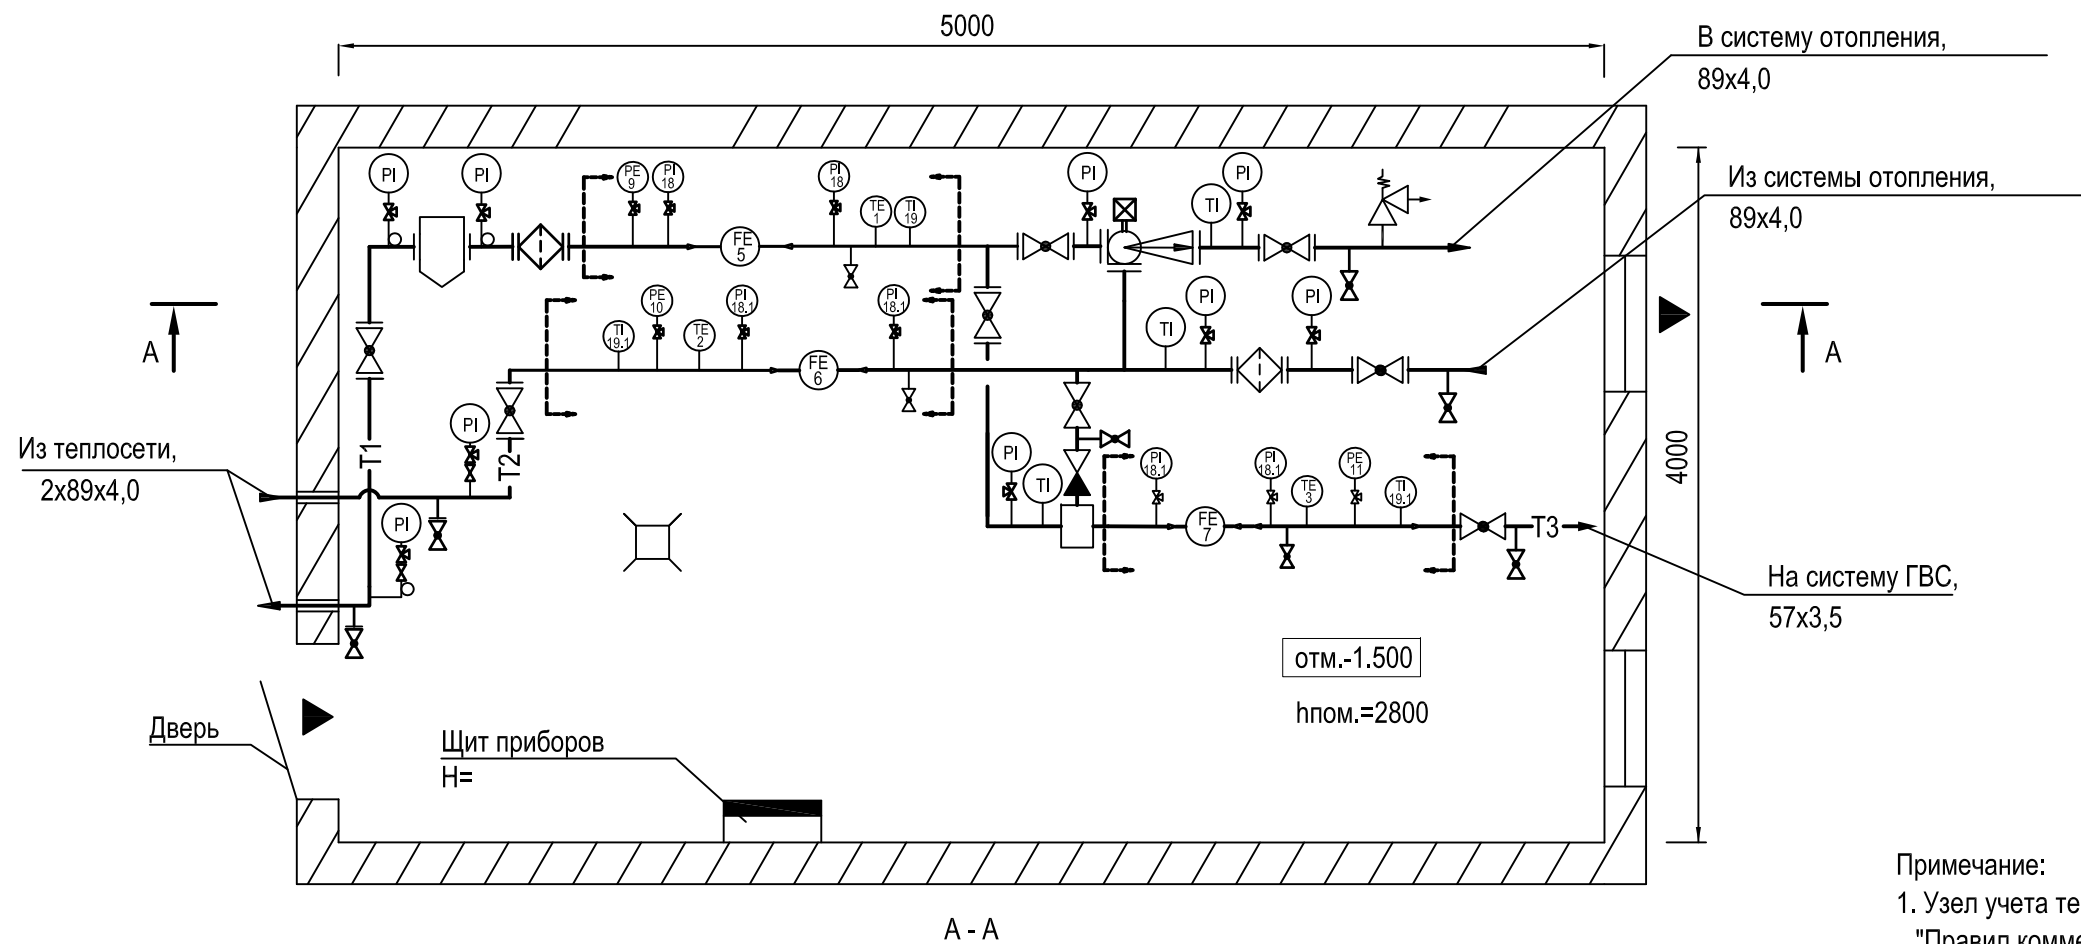 5000
В систему отопления,
89х4,0
Из системы отопления,
89х4,0
PI
PI
PE
9
PI
18
PI
18
TE
1
TI
19
PI
TI
PI
FE
5
A
A
TI
19.1
PE
10
TE
2
PI
18.1
PI
18.1
TI
PI
PI
FE
6
PI
T1
T2
Из теплосети,
2х89х4,0
PI
PI
TI
PI
18.1
PI
18.1
TE
3
PE
11
TI
19.1
FE
7
T3
4000
На систему ГВС,
57х3,5
отм.-1.500
hпом.=2800
Дверь
Щит приборов
H=
A - A
Примечание:
1. Узел учета те
"Правил комме